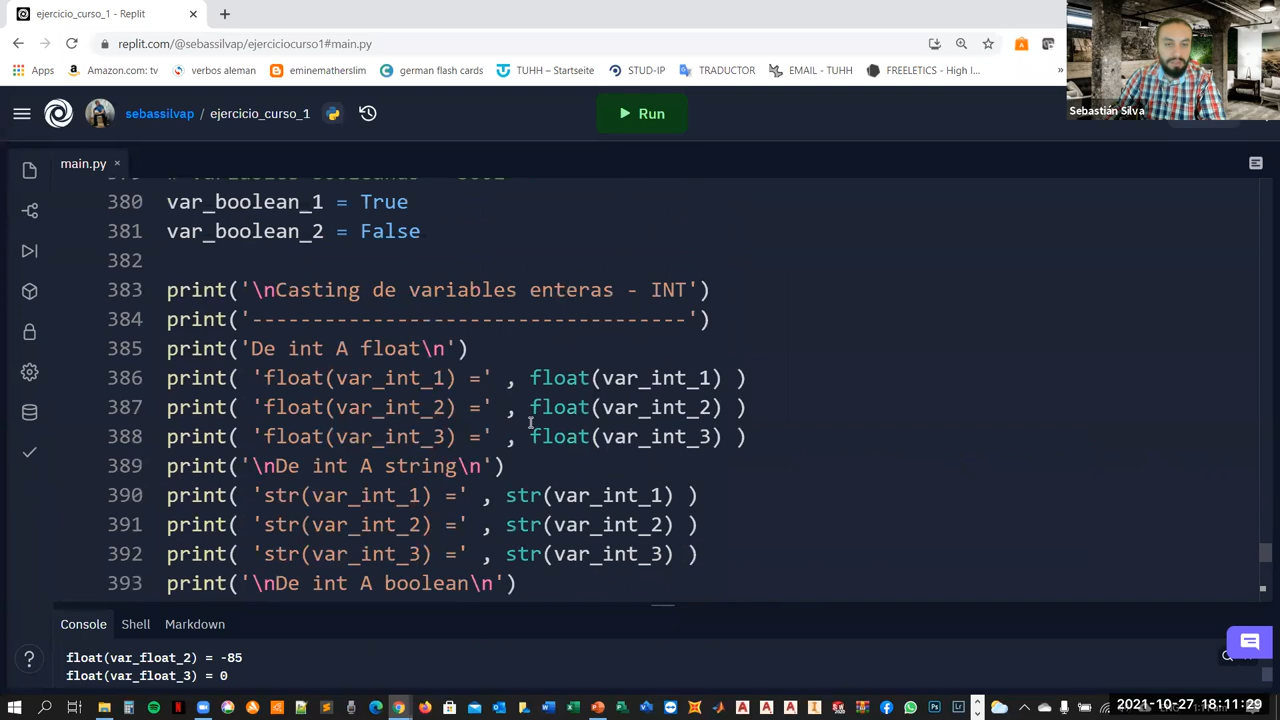 ejercicio_curso_1 - Replit
replit.com/@sebassilvap/ejerciciocurso1#main.py
Apps
Amazon.com: tv
verbos aleman
eminematherslim
german flash cards
TUHH – Startseite
STUD-IP
TRADUCTOR
EMAIL - TUHH
FREELETICS - High I...
»
Sebastián Silva
sebassilvap / ejercicio_curso_1
Run
main.py
380 var_boolean_1 = True
381 var_boolean_2 = False
382
383 print('\nCasting de variables enteras - INT')
384 print('------------------------------------')
385 print('De int A float\n')
386 print( 'float(var_int_1) =' , float(var_int_1) )
387 print( 'float(var_int_2) =' , float(var_int_2) )
388 print( 'float(var_int_3) =' , float(var_int_3) )
389 print('\nDe int A string\n')
390 print( 'str(var_int_1) =' , str(var_int_1) )
391 print( 'str(var_int_2) =' , str(var_int_2) )
392 print( 'str(var_int_3) =' , str(var_int_3) )
393 print('\nDe int A boolean\n')
Console
Shell
Markdown
float(var_float_2) = -85
float(var_float_3) = 0
2021-10-27 18:11:29